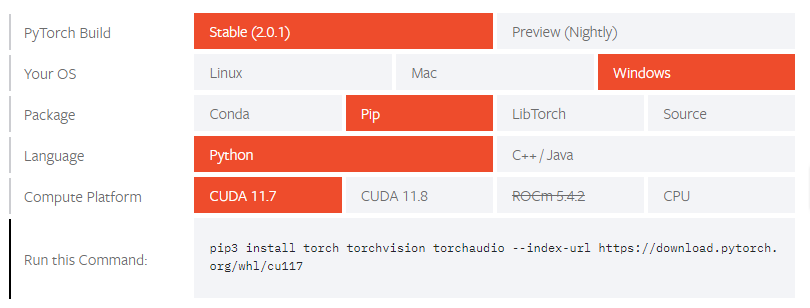 PyTorch Build Stable (2.0.1) Preview (Nightly)
Your OS Linux Mac Windows
Package Conda Pip LibTorch Source
Language Python C++ / Java
Compute Platform CUDA 11.7 CUDA 11.8 ROCm 5.4.2 CPU
Run this Command: pip3 install torch torchvision torchaudio --index-url https://download.pytorch.
org/whl/cu117